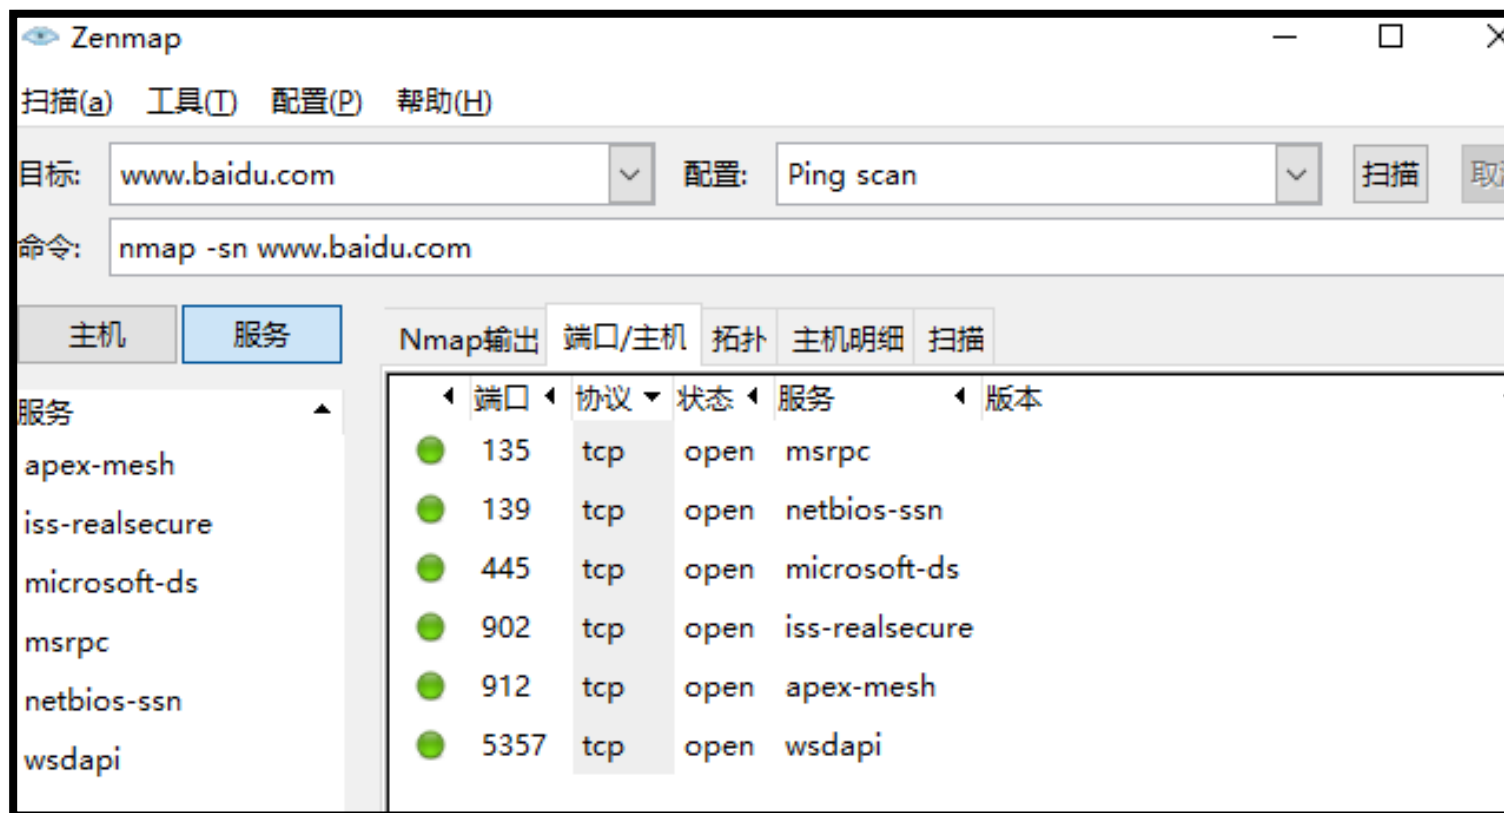 Zenmap
扫描(a) 工具(T) 配置(P) 帮助(H)
目标: www.baidu.com 配置: Ping scan 扫描 取
命令: nmap -sn www.baidu.com
主机 服务 Nmap输出 端口/主机 拓扑 主机明细 扫描
服务
apex-mesh
iss-realsecure
microsoft-ds
msrpc
netbios-ssn
wsdapi
端口 协议 状态 服务 版本
135 tcp open msrpc
139 tcp open netbios-ssn
445 tcp open microsoft-ds
902 tcp open iss-realsecure
912 tcp open apex-mesh
5357 tcp open wsdapi